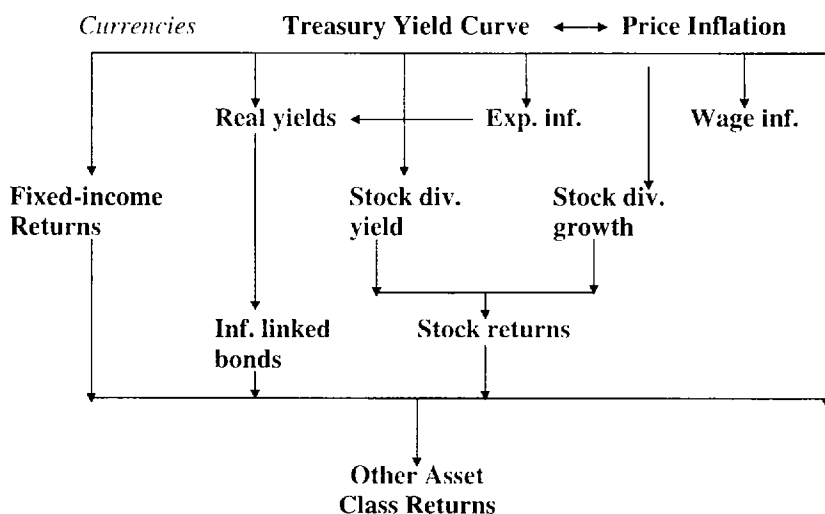 Currencies Treasury Yield Curve Price Inflation
Real yields Exp. inf. Wage inf.
Fixed-income
Returns
Stock div.
yield
Stock div.
growth
Inf. linked
bonds
Stock returns
Other Asset
Class Returns